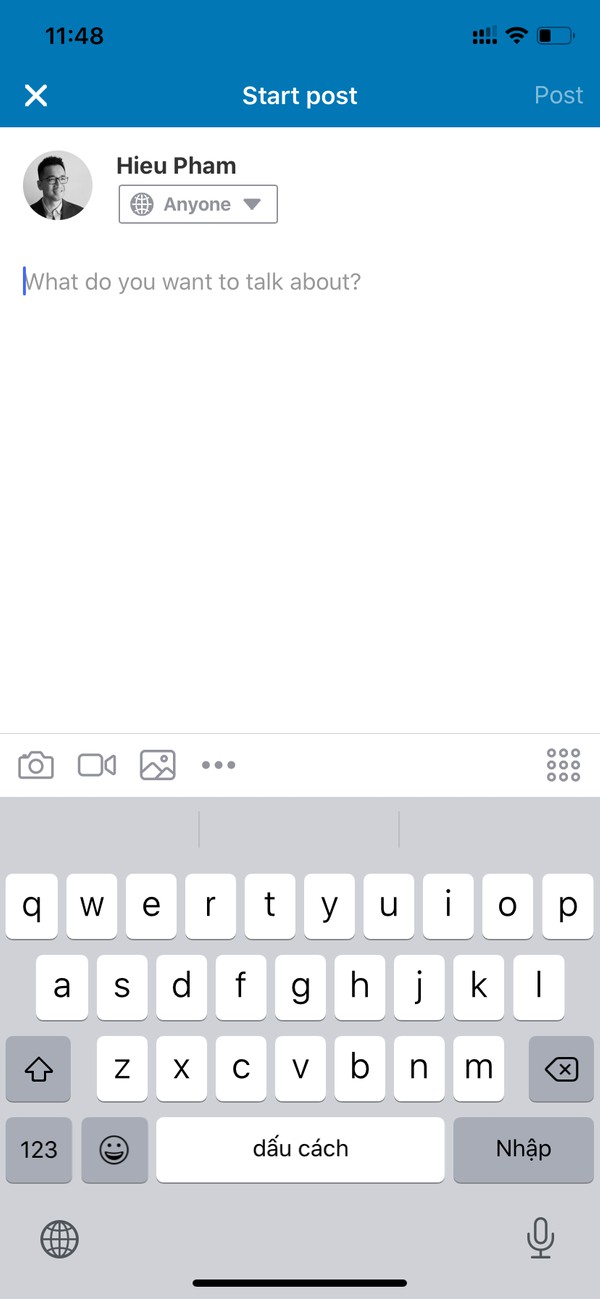 11:48
Start post
Post
Hieu Pham
Anyone
What do you want to talk about?
q w e r t y u i o p
a s d f g h j k l
z x c v b n m
123 dấu cách Nhập